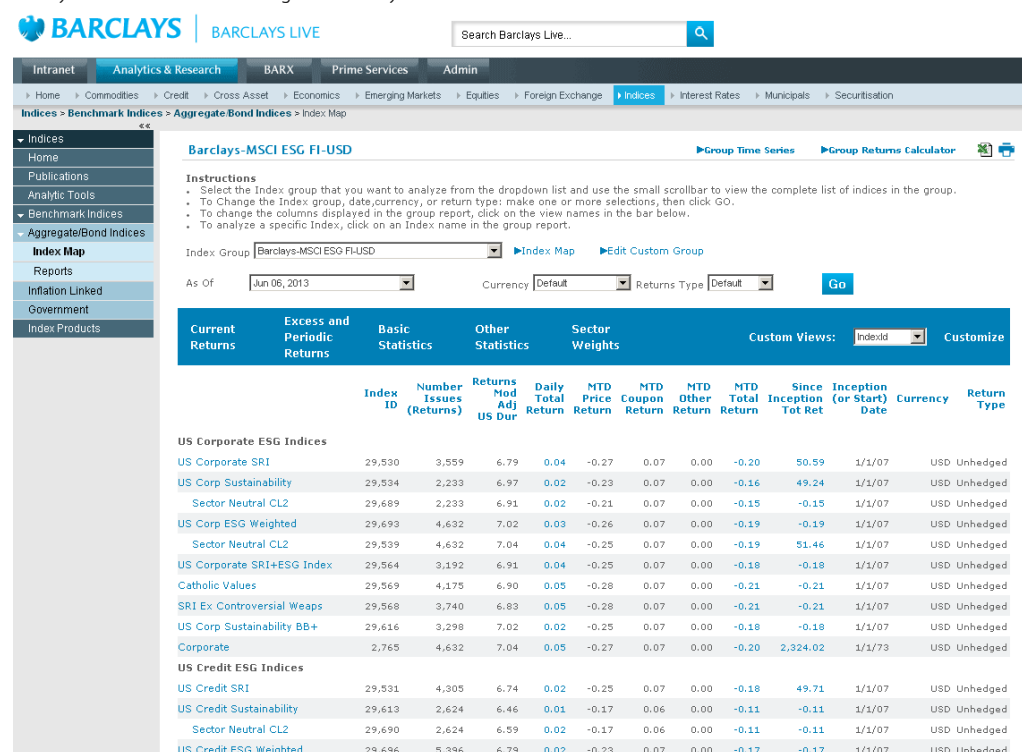 BARCLAYS BARCLAYS LIVE
Search Barclays Live...
Intranet Analytics & Research BARX Prime Services Admin
Home Commodities Credit Cross Asset Economics Emerging Markets Equities Foreign Exchange Indices Interest Rates Municipals Securitisation
Indices > Benchmark Indices > Aggregate/Bond Indices > Index Map
Indices
Home
Publications
Analytic Tools
Benchmark Indices
Aggregate/Bond Indices
Index Map
Reports
Inflation Linked
Government
Index Products
Barclays-MSCI ESG FI-USD
Group Time Series Group Returns Calculator
Instructions
. Select the Index group that you want to analyze from the dropdown list and use the small scrollbar to view the complete list of indices in the group.
. To Change the Index group, date,currency, or return type: make one or more selections, then click GO.
. To change the columns displayed in the group report, click on the view names in the bar below.
. To analyze a specific Index, click on an Index name in the group report.
Index Group Barclays-MSCI ESG FI-USD Index Map Edit Custom Group
As Of Jun 06, 2013 Currency Default Returns Type Default Go
Current Returns
Excess and Periodic Returns
Basic Statistics
Other Statistics
Sector Weights
Custom Views: IndexId Customize
Index ID
Number Issues (Returns)
Returns Mod Adj US Dur
Daily Total Return
MTD Price Return
MTD Coupon Return
MTD Other Return
MTD Total Return
Since Inception Tot Ret
Inception (or Start) Date
Currency
Return Type
US Corporate ESG Indices
US Corporate SRI 29,530 3,559 6.79 0.04 -0.27 0.07 0.00 -0.20 50.59 1/1/07 USD Unhedged
US Corp Sustainability 29,534 2,233 6.97 0.02 -0.23 0.07 0.00 -0.16 49.24 1/1/07 USD Unhedged
Sector Neutral CL2 29,689 2,233 6.91 0.02 -0.21 0.07 0.00 -0.15 -0.15 1/1/07 USD Unhedged
US Corp ESG Weighted 29,693 4,632 7.02 0.03 -0.26 0.07 0.00 -0.19 -0.19 1/1/07 USD Unhedged
Sector Neutral CL2 29,539 4,632 7.04 0.04 -0.25 0.07 0.00 -0.19 51.46 1/1/07 USD Unhedged
US Corporate SRI+ESG Index 29,564 3,192 6.91 0.04 -0.25 0.07 0.00 -0.18 -0.18 1/1/07 USD Unhedged
Catholic Values 29,569 4,175 6.90 0.05 -0.28 0.07 0.00 -0.21 -0.21 1/1/07 USD Unhedged
SRI Ex Controversial Weaps 29,568 3,740 6.83 0.05 -0.28 0.07 0.00 -0.21 -0.21 1/1/07 USD Unhedged
US Corp Sustainability BB+ 29,616 3,298 7.02 0.02 -0.25 0.07 0.00 -0.18 -0.18 1/1/07 USD Unhedged
Corporate 2,765 4,632 7.04 0.05 -0.27 0.07 0.00 -0.20 2,324.02 1/1/73 USD Unhedged
US Credit ESG Indices
US Credit SRI 29,531 4,305 6.74 0.02 -0.25 0.07 0.00 -0.18 49.71 1/1/07 USD Unhedged
US Credit Sustainability 29,613 2,624 6.46 0.01 -0.17 0.06 0.00 -0.11 -0.11 1/1/07 USD Unhedged
Sector Neutral CL2 29,690 2,624 6.59 0.02 -0.17 0.06 0.00 -0.11 -0.11 1/1/07 USD Unhedged
US Credit ESG Weighted 29,696 5,396 6.79 0.02 -0.23 0.07 0.00 -0.17 -0.17 1/1/07 USD Unhedged